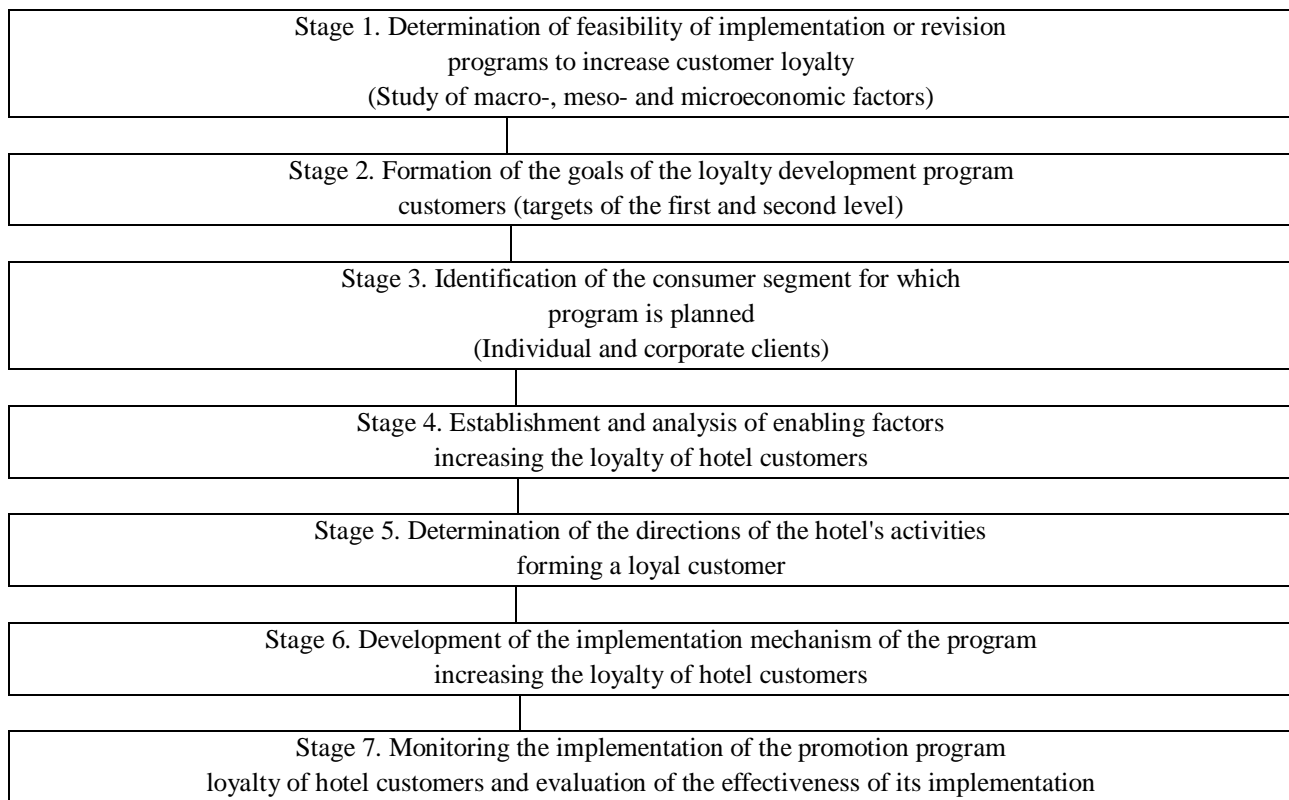 Stage 1. Determination of feasibility of implementation or revision
programs to increase customer loyalty
(Study of macro-, meso- and microeconomic factors)
Stage 2. Formation of the goals of the loyalty development program
customers (targets of the first and second level)
Stage 3. Identification of the consumer segment for which
program is planned
(Individual and corporate clients)
Stage 4. Establishment and analysis of enabling factors
increasing the loyalty of hotel customers
Stage 5. Determination of the directions of the hotel's activities
forming a loyal customer
Stage 6. Development of the implementation mechanism of the program
increasing the loyalty of hotel customers
Stage 7. Monitoring the implementation of the promotion program
loyalty of hotel customers and evaluation of the effectiveness of its implementation